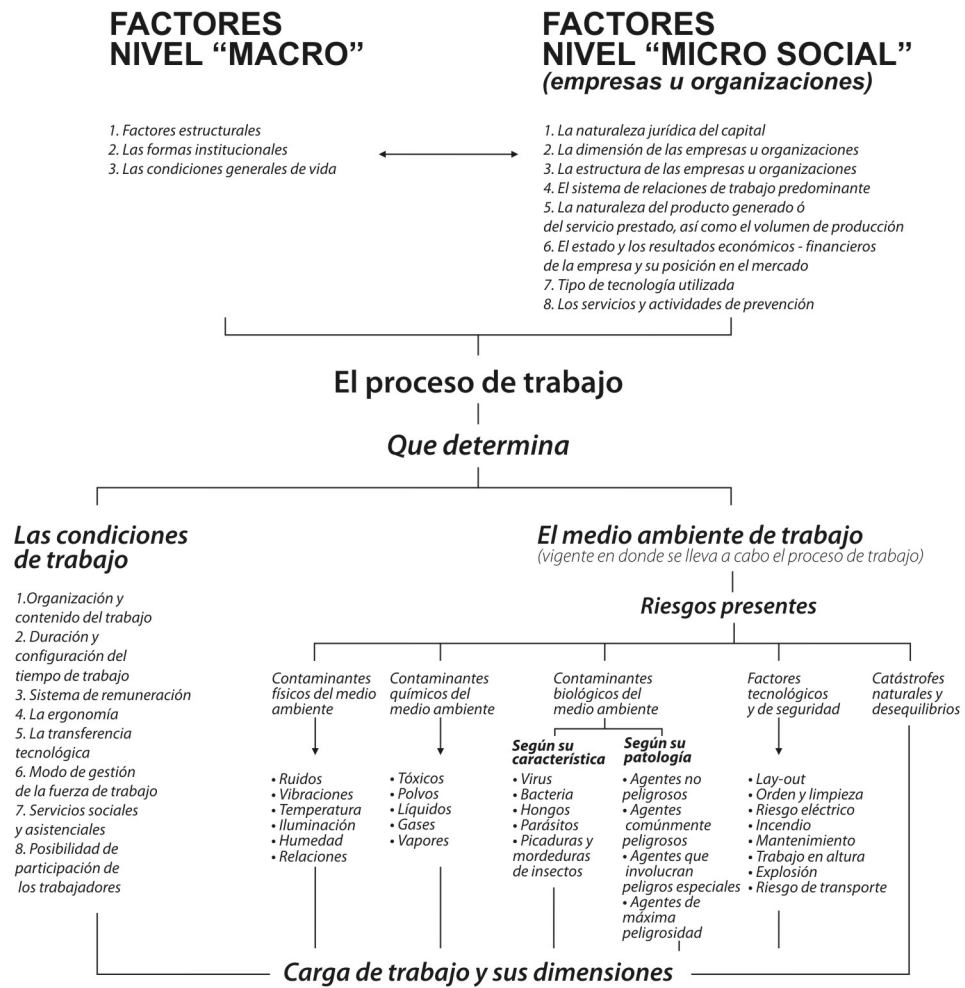 FACTORES
NIVEL “MACRO”
FACTORES
NIVEL “MICRO SOCIAL”
(empresas u organizaciones)
1. Factores estructurales
2. Las formas institucionales
3. Las condiciones generales de vida
1. La naturaleza jurídica del capital
2. La dimensión de las empresas u organizaciones
3. La estructura de las empresas u organizaciones
4. El sistema de relaciones de trabajo predominante
5. La naturaleza del producto generado ó
del servicio prestado, así como el volumen de producción
6. El estado y los resultados económicos - financieros
de la empresa y su posición en el mercado
7. Tipo de tecnología utilizada
8. Los servicios y actividades de prevención
El proceso de trabajo
Que determina
Las condiciones
de trabajo
1.Organización y
contenido del trabajo
2. Duración y
configuración del
tiempo de trabajo
3. Sistema de remuneración
4. La ergonomía
5. La transferencia
tecnológica
6. Modo de gestión
de la fuerza de trabajo
7. Servicios sociales
y asistenciales
8. Posibilidad de
participación de
los trabajadores
El medio ambiente de trabajo
(vigente en donde se lleva a cabo el proceso de trabajo)
Riesgos presentes
Contaminantes
físicos del medio
ambiente
• Ruidos
• Vibraciones
• Temperatura
• Iluminación
• Humedad
• Relaciones
Contaminantes
químicos del
medio ambiente
• Tóxicos
• Polvos
• Líquidos
• Gases
• Vapores
Contaminantes
biológicos del
medio ambiente
Según su
característica
• Virus
• Bacteria
• Hongos
• Parásitos
• Picaduras y
mordeduras
de insectos
Según su
patología
• Agentes no
peligrosos
• Agentes
comúnmente
peligrosos
• Agentes que
involucran
peligros especiales
• Agentes de
máxima
peligrosidad
Factores
tecnológicos
y de seguridad
• Lay-out
• Orden y limpieza
• Riesgo eléctrico
• Incendio
• Mantenimiento
• Trabajo en altura
• Explosión
• Riesgo de transporte
Catástrofes
naturales y
desequilibrios
Carga de trabajo y sus dimensiones